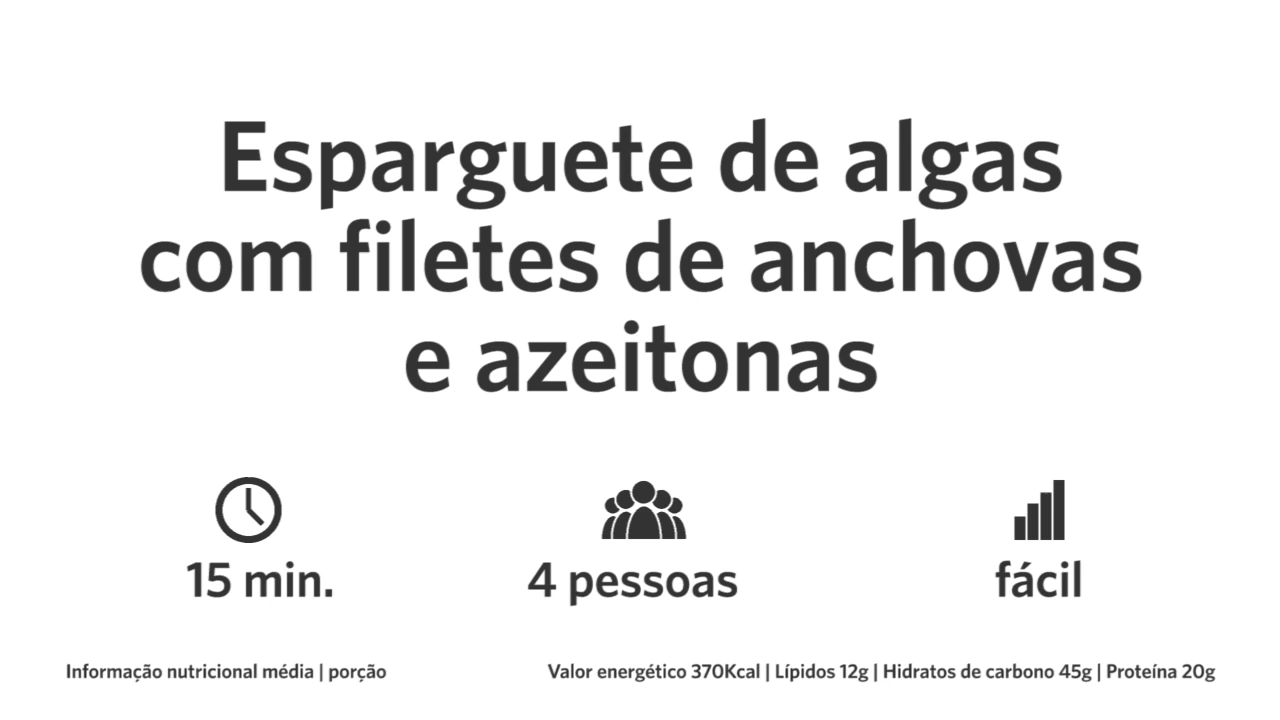 Esparguete de algas
com filetes de anchovas
e azeitonas
15 min.
4 pessoas
fácil
Informação nutricional média | porção
Valor energético 370Kcal | Lípidos 12g | Hidratos de carbono 45g | Proteína 20g